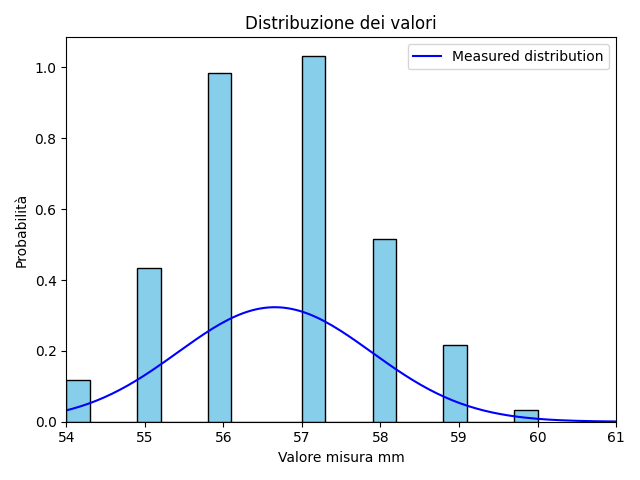 Distribuzione dei valori
Measured distribution
Probabilità
1.0
0.8
0.6
0.4
0.2
0.0
54 55 56 57 58 59 60 61
Valore misura mm